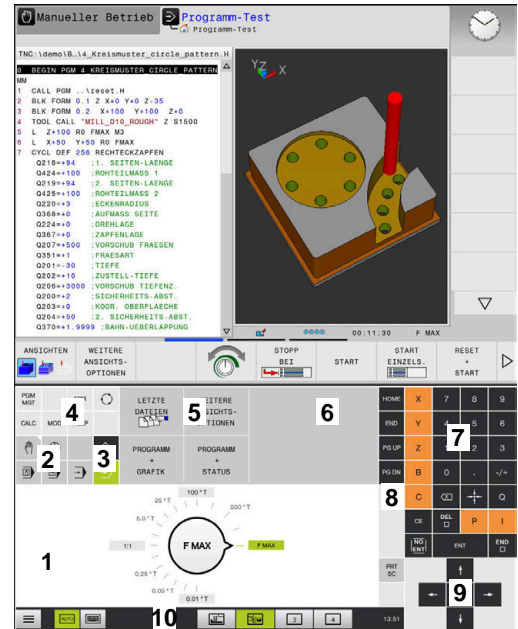 Manueller Betrieb
Programm-Test
Programm-Test
TNC:\demo\B…\4_Kreismuster_circle_pattern.H
0 BEGIN PGM 4_KREISMUSTER_CIRCLE_PATTERN
MM
1 CALL PGM ..\reset.H
2 BLK FORM 0.1 Z X+0 Y+0 Z-35
3 BLK FORM 0.2 X+100 Y+100 Z+0
4 TOOL CALL "MILL_D10_ROUGH" Z S1500
5 L Z+100 R0 FMAX M3
6 L X+50 Y+50 R0 FMAX
7 CYCL DEF 256 RECHTECKZAPFEN
Q218=+94 ;1. SEITEN-LAENGE
Q424=+100 ;ROHTEILMASS 1
Q219=+94 ;2. SEITEN-LAENGE
Q425=+100 ;ROHTEILMASS 2
Q220=+3 ;ECKENRADIUS
Q368=+0 ;AUFMASS SEITE
Q224=+0 ;DREHLAGE
Q367=+0 ;ZAPFENLAGE
Q207=+500 ;VORSCHUB FRAESEN
Q351=+1 ;FRAESART
Q201=-30 ;TIEFE
Q202=+10 ;ZUSTELL-TIEFE
Q206=+3000 ;VORSCHUB TIEFENZ.
Q200=+2 ;SICHERHEITS-ABST.
Q203=+0 ;KOOR. OBERFLAECHE
Q204=+50 ;2. SICHERHEITS-ABST.
Q370=+1.9999 ;BAHN-UEBERLAPPUNG
YZ X
00:11:30 F MAX
ANSICHTEN
WEITERE
ANSICHTS-
OPTIONEN
STOPP
BEI
START
START
EINZELS.
RESET
+
START
PGM
MGT
4
CALC
MOD
2
3
LETZTE
DATEIEN
5
PROGRAMM
+
GRAFIK
PROGRAMM
+
STATUS
6
HOME
X
7
8
9
END
Y
5
6
PG UP
Z
7
2
3
PG DN
B
0
.
-/+
8
C
Q
CE
DEL
P
I
NO
ENT
ENT
END
PRT
SC
9
1
100°T
25°T
500°T
5.0°T
1:1
F MAX
F MAX
0.25°T
0.05°T
0.01°T
AUTO
10
3
4
13:51